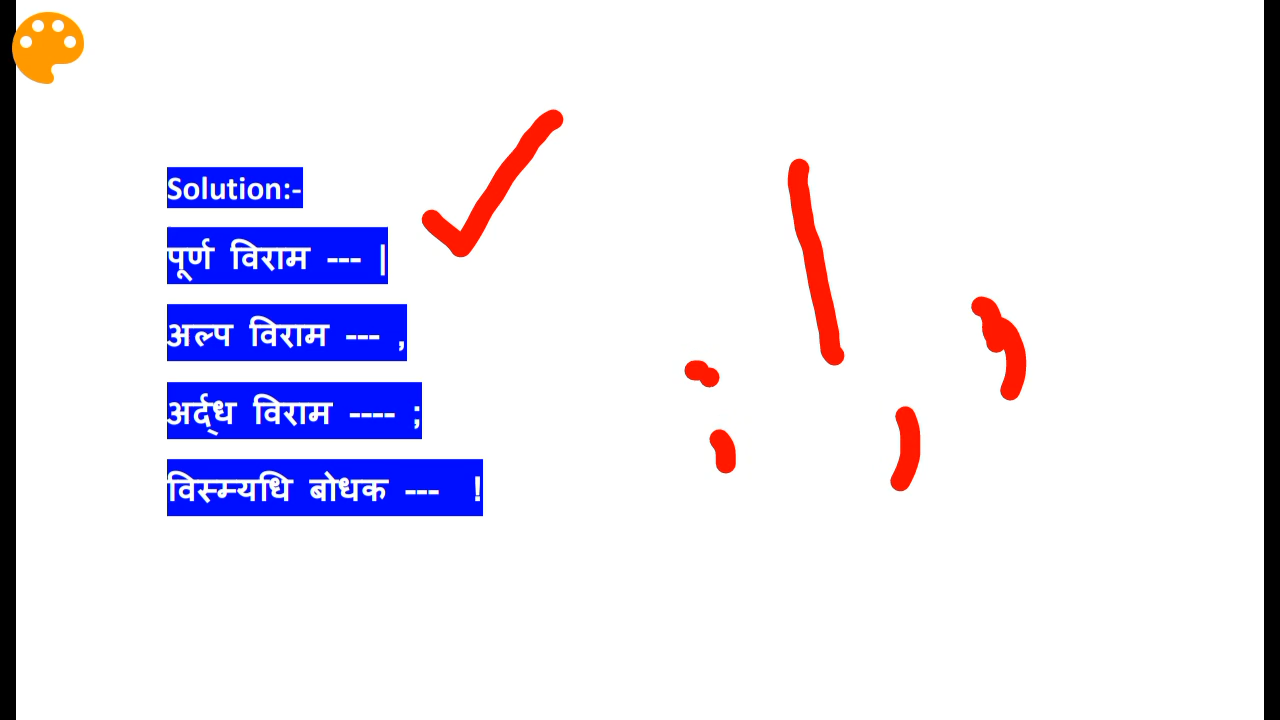 Solution:-
पूर्ण विराम --- |
अल्प विराम --- ,
अर्द्ध विराम ---- ;
विस्म्यधि बोधक --- !